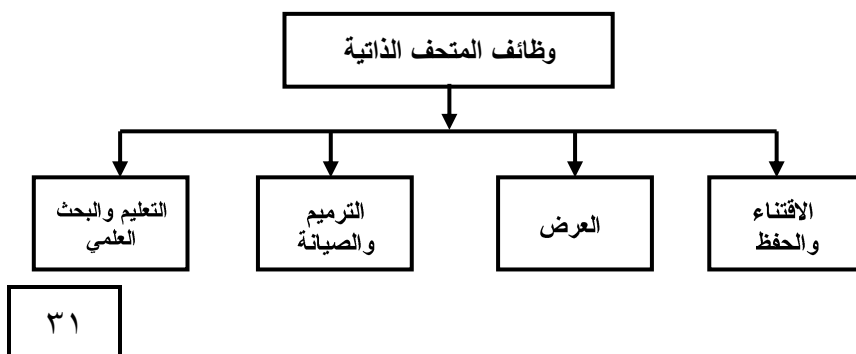 وظائف المتحف الذاتية
الاقتناء
والحفظ
العرض
الترميم
والصيانة
التعليم والبحث
العلمي
٣١